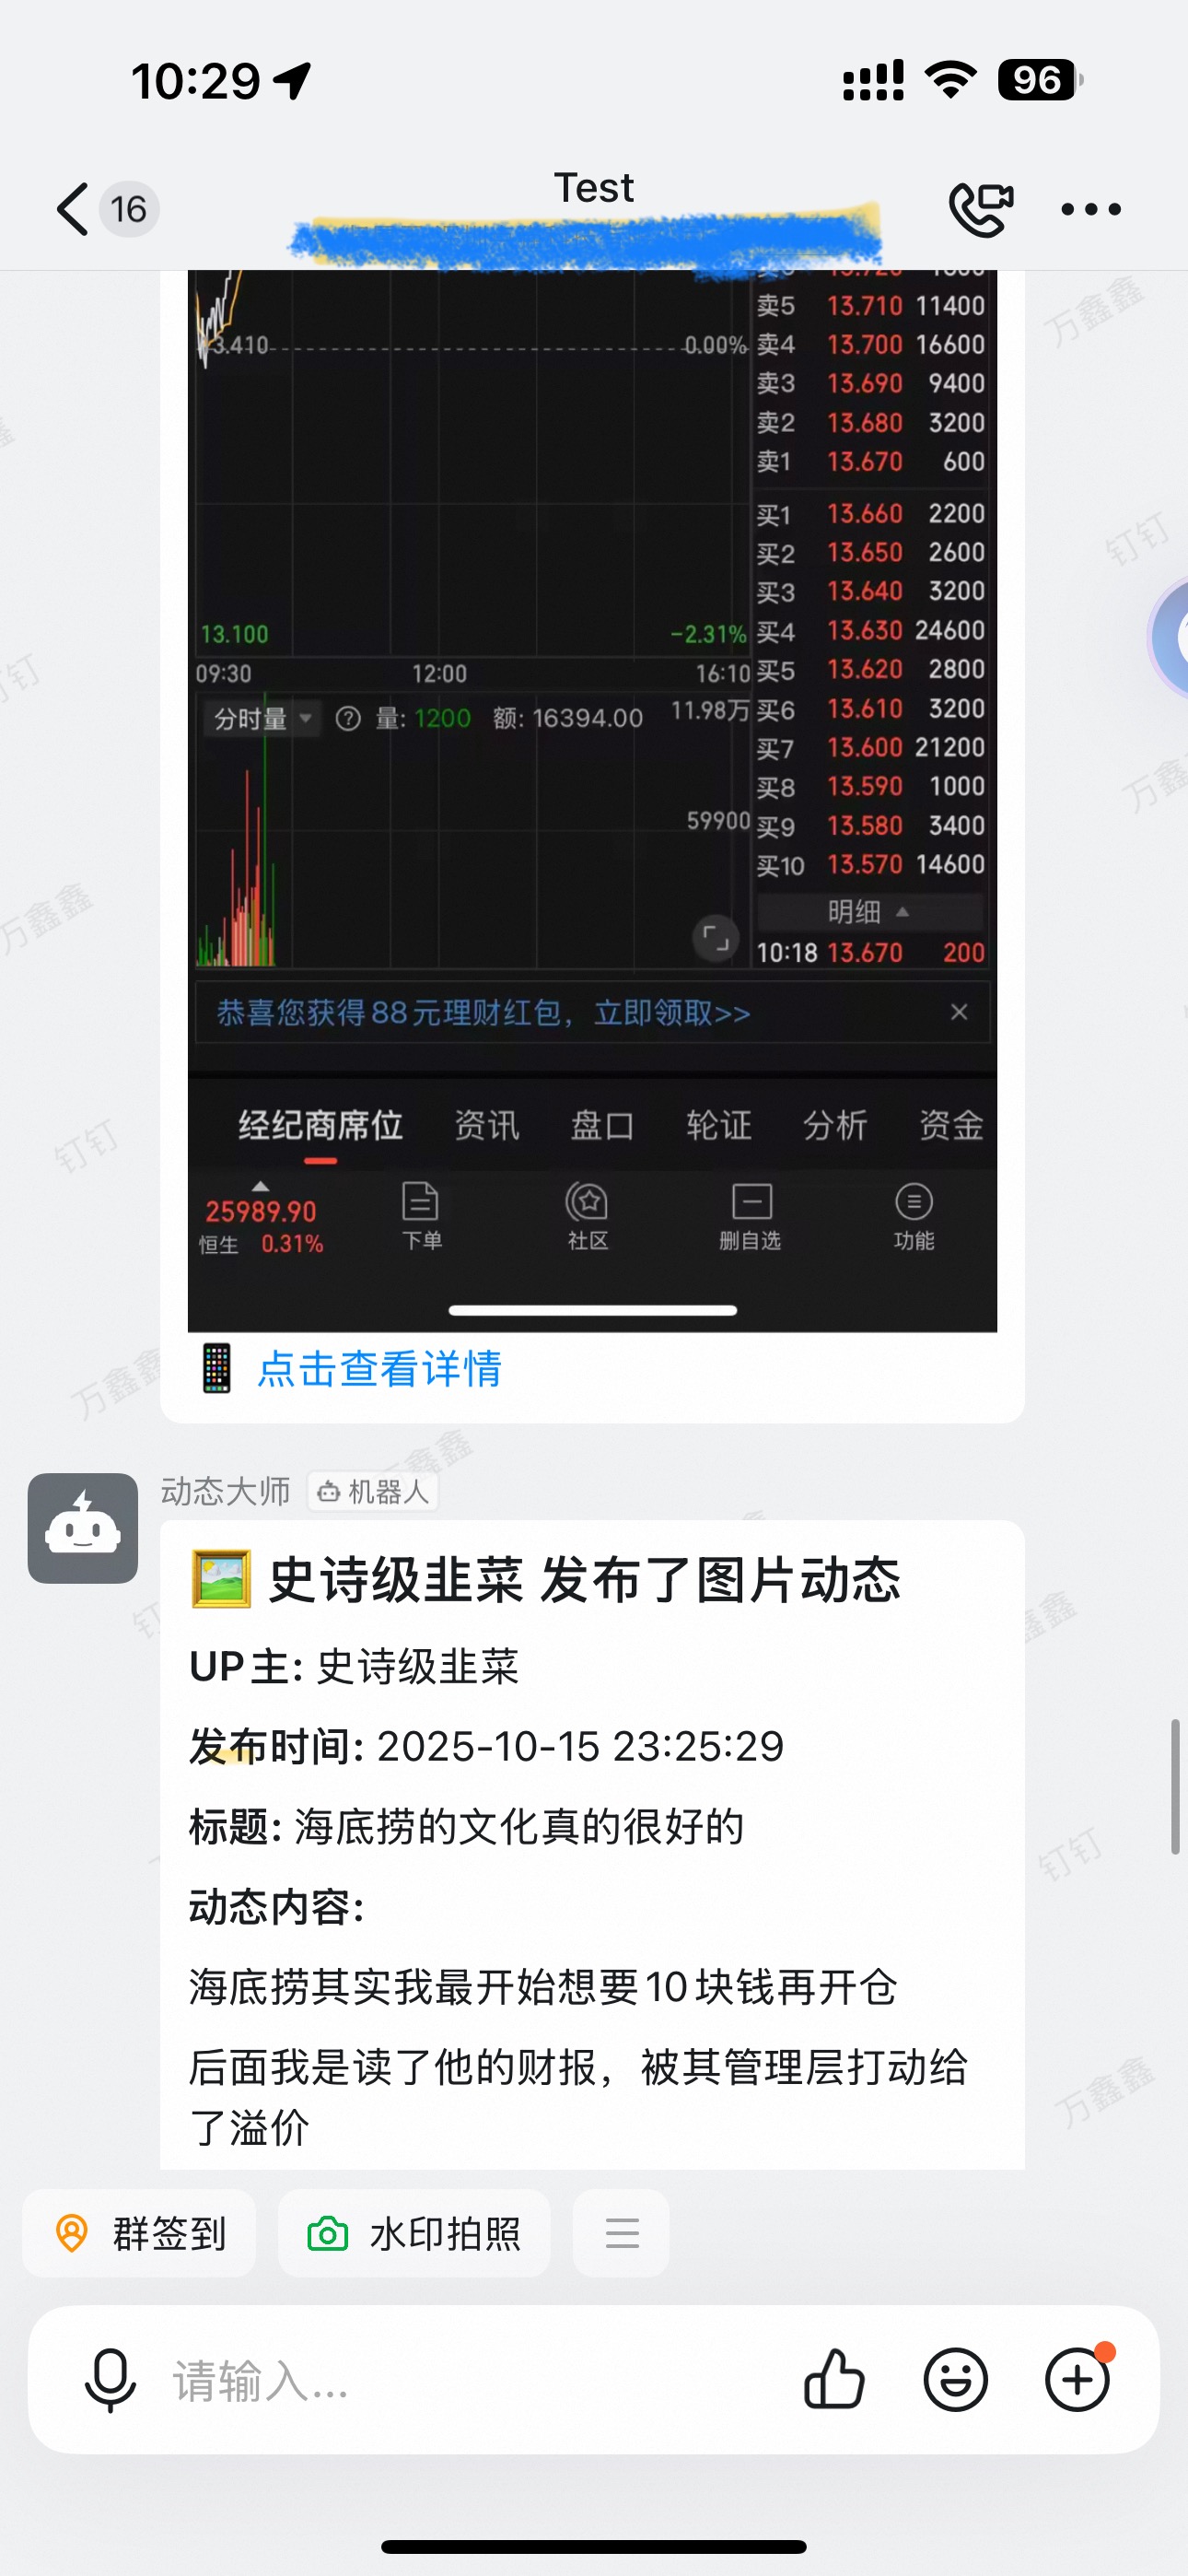 10:29
96
16
Test
卖5 13.710 11400
3.410 0.00% 卖4 13.700 16600
卖3 13.690 9400
卖2 13.680 3200
卖1 13.670 600
买1 13.660 2200
买2 13.650 2600
买3 13.640 3200
13.100 -2.31% 买4 13.630 24600
09:30 12:00 16:10 买5 13.620 2800
分时量 量: 1200 额: 16394.00 11.98万 买6 13.610 3200
买7 13.600 21200
买8 13.590 1000
59900 买9 13.580 3400
买10 13.570 14600
明细
10:18 13.670 200
恭喜您获得88元理财红包，立即领取>>
经纪商席位 资讯 盘口 轮证 分析 资金
25989.90
恒生 0.31%
下单 社区 删自选 功能
点击查看详情
动态大师 机器人
史诗级韭菜 发布了图片动态
UP主: 史诗级韭菜
发布时间: 2025-10-15 23:25:29
标题: 海底捞的文化真的很好的
动态内容:
海底捞其实我最开始想要10块钱再开仓
后面我是读了他的财报，被其管理层打动给
了溢价
群签到 水印拍照
请输入...
万鑫鑫
钉钉